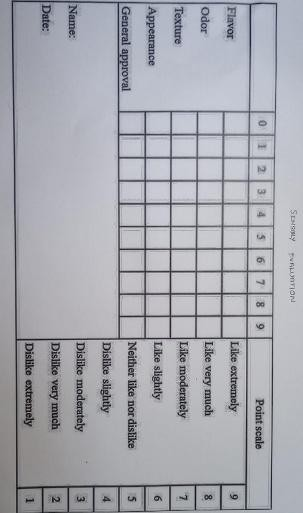 SENSORY EVALUATION
0 1 2 3 4 5 6 7 8 9 Point scale
Flavor Like extremely 9
Odor Like very much 8
Texture Like moderately 7
Appearance Like slightly 6
General approval Neither like nor dislike 5
Dislike slightly 4
Name: Dislike moderately 3
Date: Dislike very much 2
Dislike extremely 1